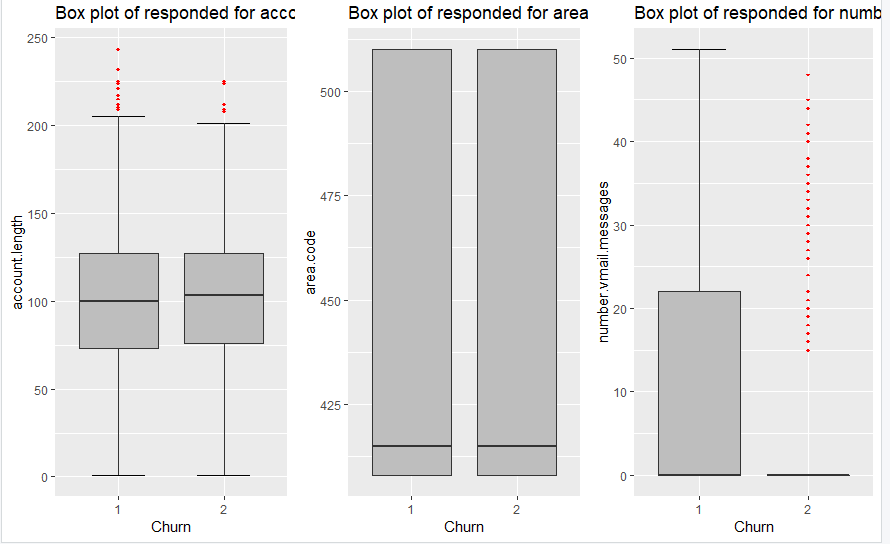 Box plot of responded for acco
250
200
150
100
50
0
account.length
1 2
Churn
Box plot of responded for area
500
475
450
425
area.code
1 2
Churn
Box plot of responded for numb
50
40
30
20
10
0
number.vmail.messages
1 2
Churn